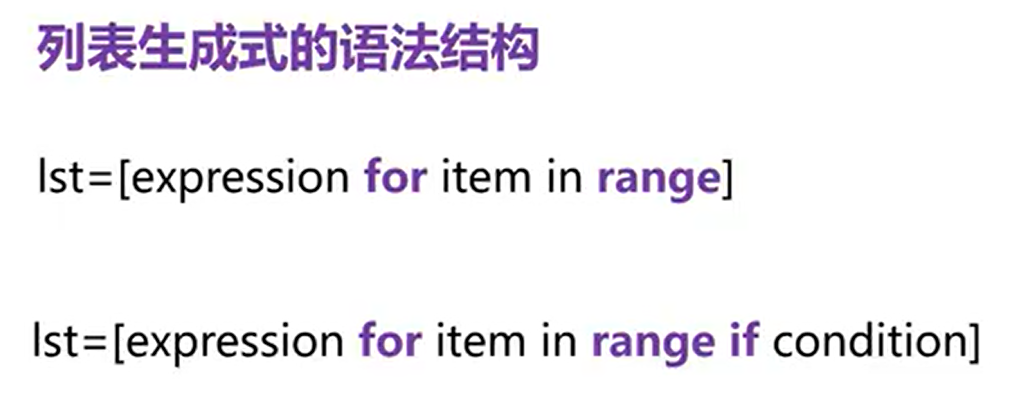 列表生成式的语法结构
lst=[expression for item in range]
lst=[expression for item in range if condition]